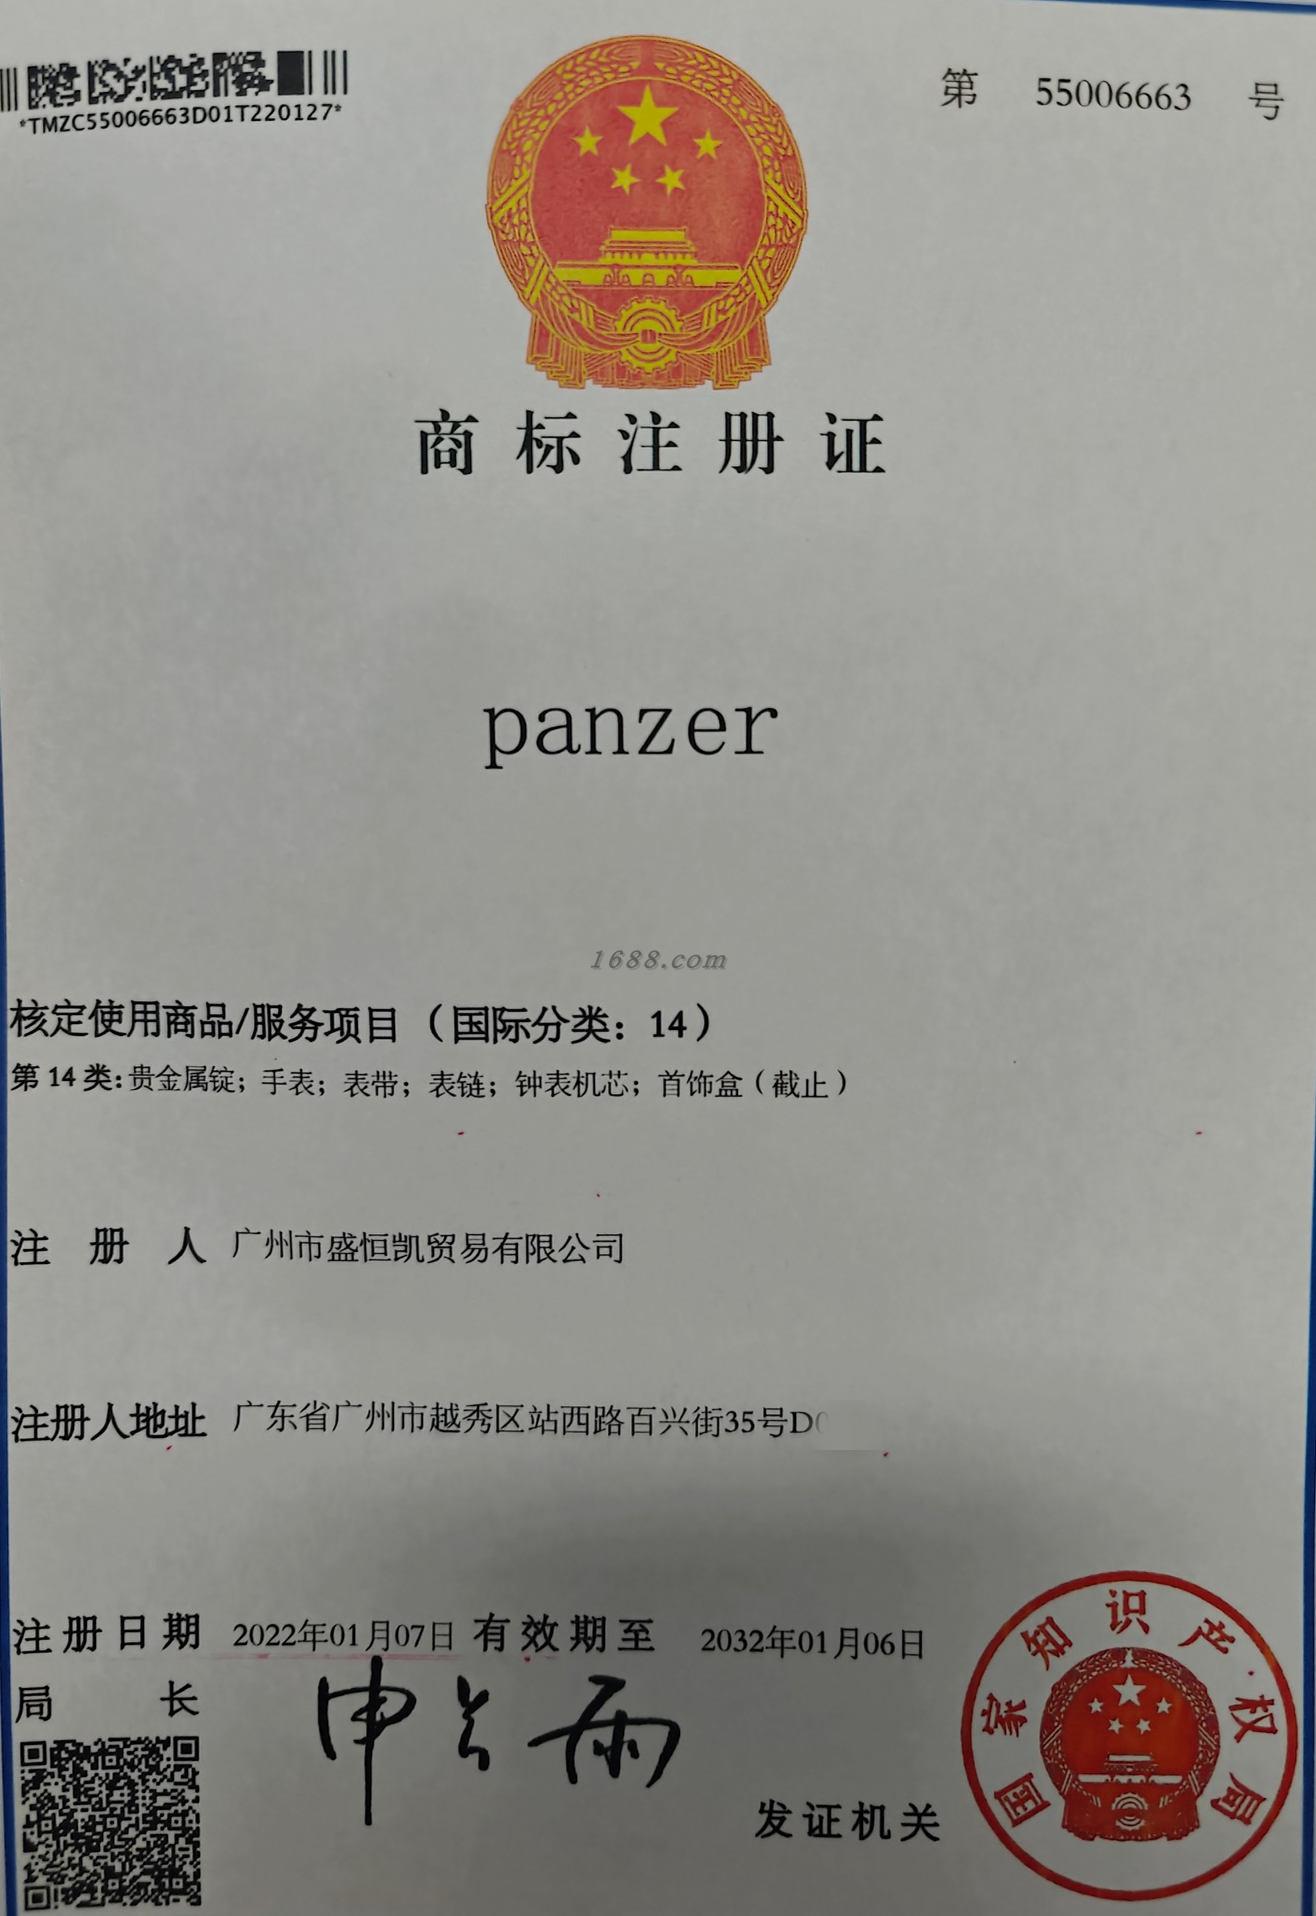 *TMZC55006663D01T220127*
第 55006663 号
商标注册证
panzer
1688.com
核定使用商品/服务项目（国际分类：14）
第14类：贵金属锭；手表；表带；表链；钟表机芯；首饰盒（截止）
注册人 广州市盛恒凯贸易有限公司
注册人地址 广东省广州市越秀区站西路百兴街35号D
注册日期 2022年01月07日 有效期至 2032年01月06日
局长 申长雨
发证机关
国家知识产权局